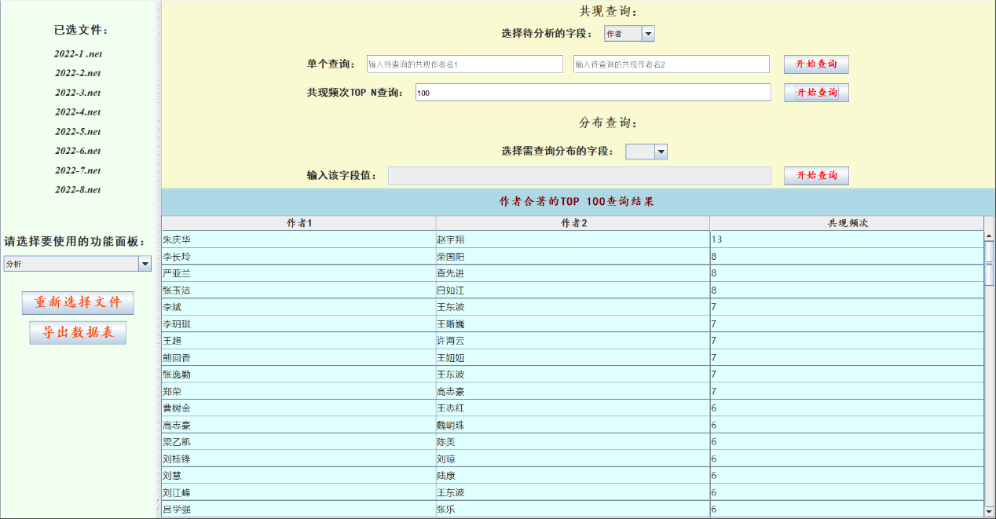 已选文件：
2022-1 .net
2022-2.net
2022-3.net
2022-4.net
2022-5.net
2022-6.net
2022-7.net
2022-8.net
请选择要使用的功能面板：
分析
重新选择文件
导出数据表
共现查询：
选择待分析的字段： 作者
单个查询： 输入待查询的共现作者名1 输入待查询的共现作者名2 开始查询
共现频次TOP N查询： 100 开始查询
分布查询：
选择需查询分布的字段：
输入该字段值： 开始查询
作者合著的TOP 100查询结果
作者1 作者2 共现频次
朱庆华 赵宇翔 13
李长玲 荣国阳 8
严亚兰 查先进 8
张玉洁 白如江 8
李斌 王东波 7
李玥琪 王晰巍 7
王超 许海云 7
熊回香 王妞妞 7
张逸勤 王东波 7
郑荣 高志豪 7
曹树金 王志红 6
高志豪 魏明珠 6
梁乙凯 陈美 6
刘桂锋 刘琼 6
刘慧 陆康 6
刘江峰 王东波 6
吕学强 张乐 6